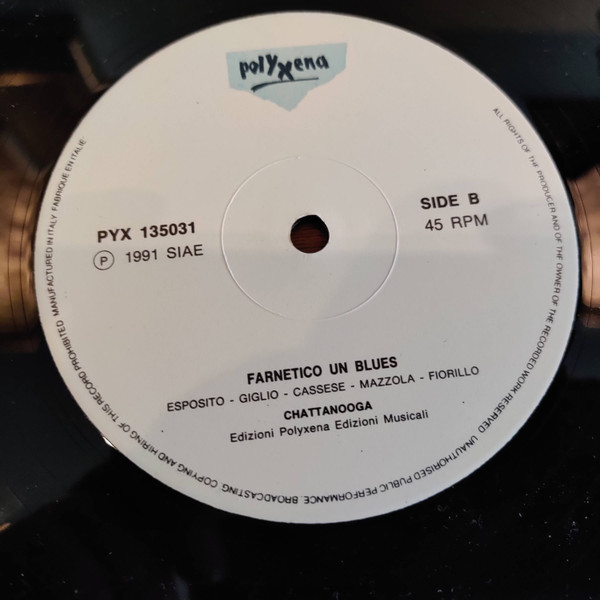 polyxena
PYX 135031
Ⓟ 1991 SIAE
SIDE B
45 RPM
FARNETICO UN BLUES
ESPOSITO - GIGLIO - CASSESE - MAZZOLA - FIORILLO
CHATTANOOGA
Edizioni Polyxena Edizioni Musicali
ALL RIGHTS OF THE PRODUCER AND OF THE OWNER OF THE RECORDED WORK RESERVED. UNAUTHORISED PUBLIC PERFORMANCE, BROADCASTING, COPYING AND HIRING OF THIS RECORD PROHIBITED MANUFACTURED IN ITALY FABRIQUE EN ITALIE